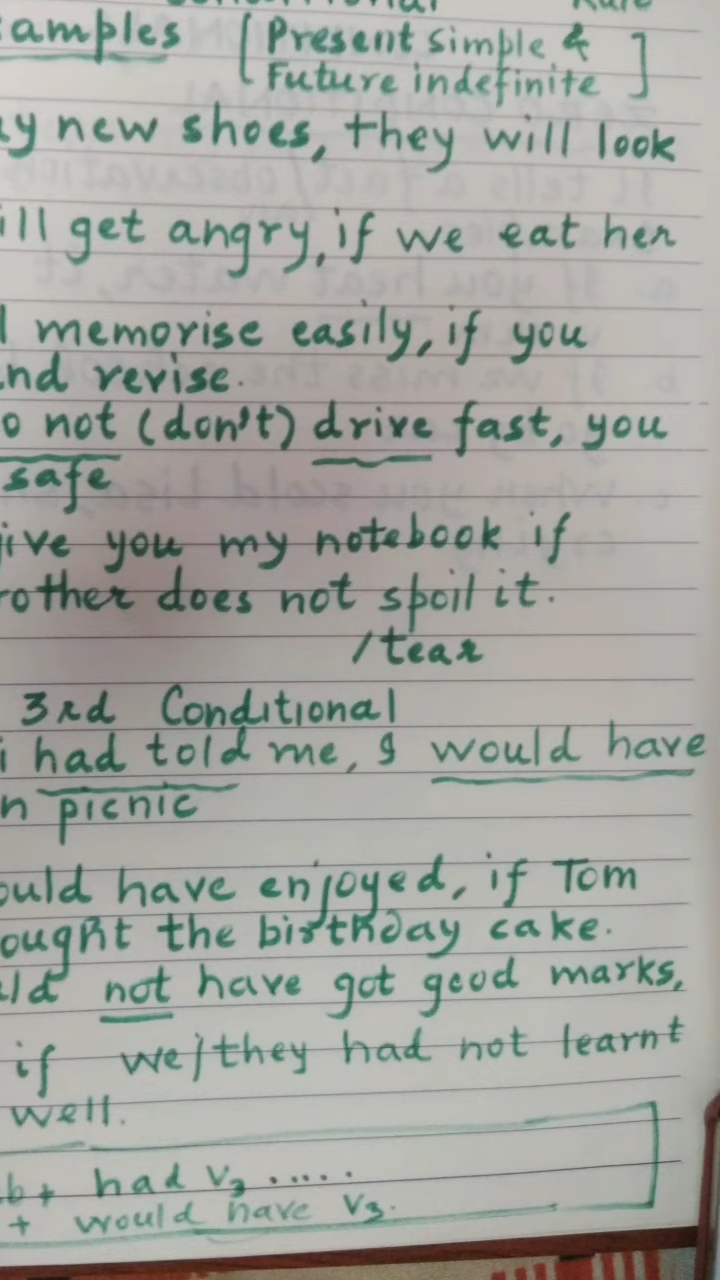 Rule
amples [Present Simple &
Future indefinite]
y new shoes, they will look
ill get angry, if we eat her
memorise easily, if you
nd revise.
o not (don't) drive fast, you
safe
ive you my notebook if
rother does not spoil it.
/tear
3rd Conditional
i had told me, I would have
n picnic
ould have enjoyed, if Tom
ought the birthday cake.
ld not have got good marks,
if we/they had not learnt
well.
b+ had V3 .....
+ would have V3.